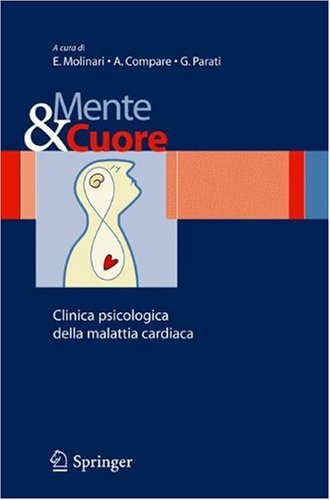 A cura di
E. Molinari • A. Compare • G. Parati
Mente
& Cuore
Clinica psicologica
della malattia cardiaca
Springer